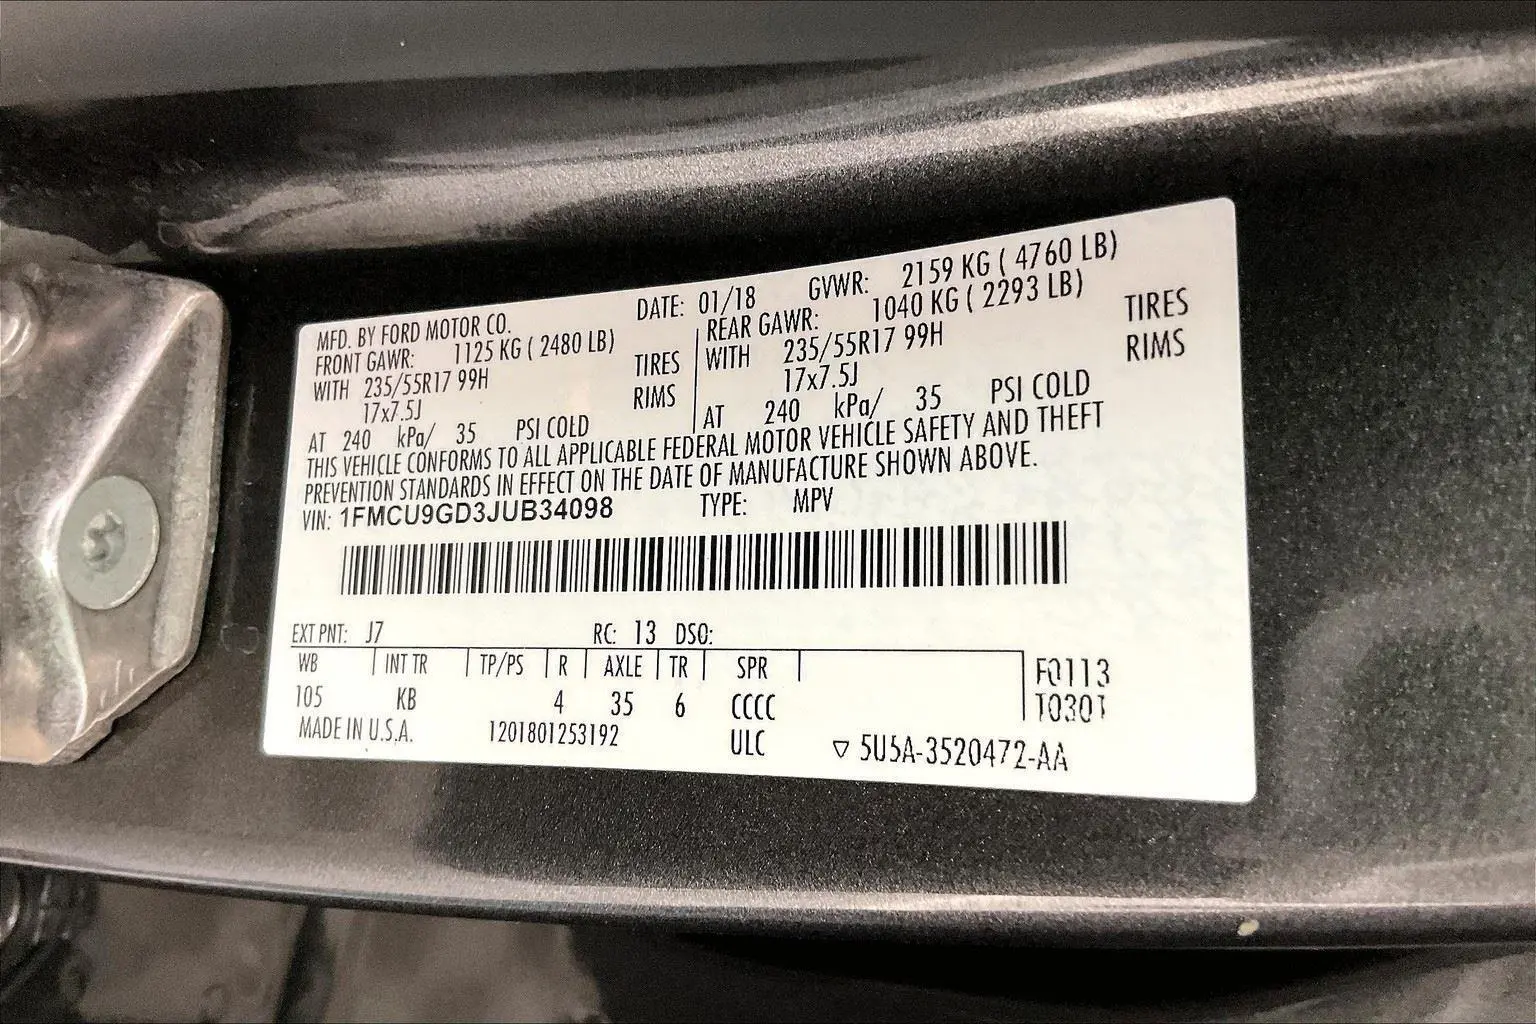 MFD. BY FORD MOTOR CO. DATE: 01/18 GVWR: 2159 KG ( 4760 LB)
FRONT GAWR: 1125 KG ( 2480 LB) REAR GAWR: 1040 KG ( 2293 LB)
WITH 235/55R17 99H TIRES WITH 235/55R17 99H TIRES
17x7.5J RIMS 17x7.5J RIMS
AT 240 kPa/ 35 PSI COLD AT 240 kPa/ 35 PSI COLD
THIS VEHICLE CONFORMS TO ALL APPLICABLE FEDERAL MOTOR VEHICLE SAFETY AND THEFT
PREVENTION STANDARDS IN EFFECT ON THE DATE OF MANUFACTURE SHOWN ABOVE.
VIN: 1FMCU9GD3JUB34098 TYPE: MPV
EXT PNT: J7 RC: 13 DSO:
WB INT TR TP/PS R AXLE TR SPR F0113
105 KB 4 35 6 CCCC T0301
MADE IN U.S.A. 1201801253192 ULC ▽ 5U5A-3520472-AA